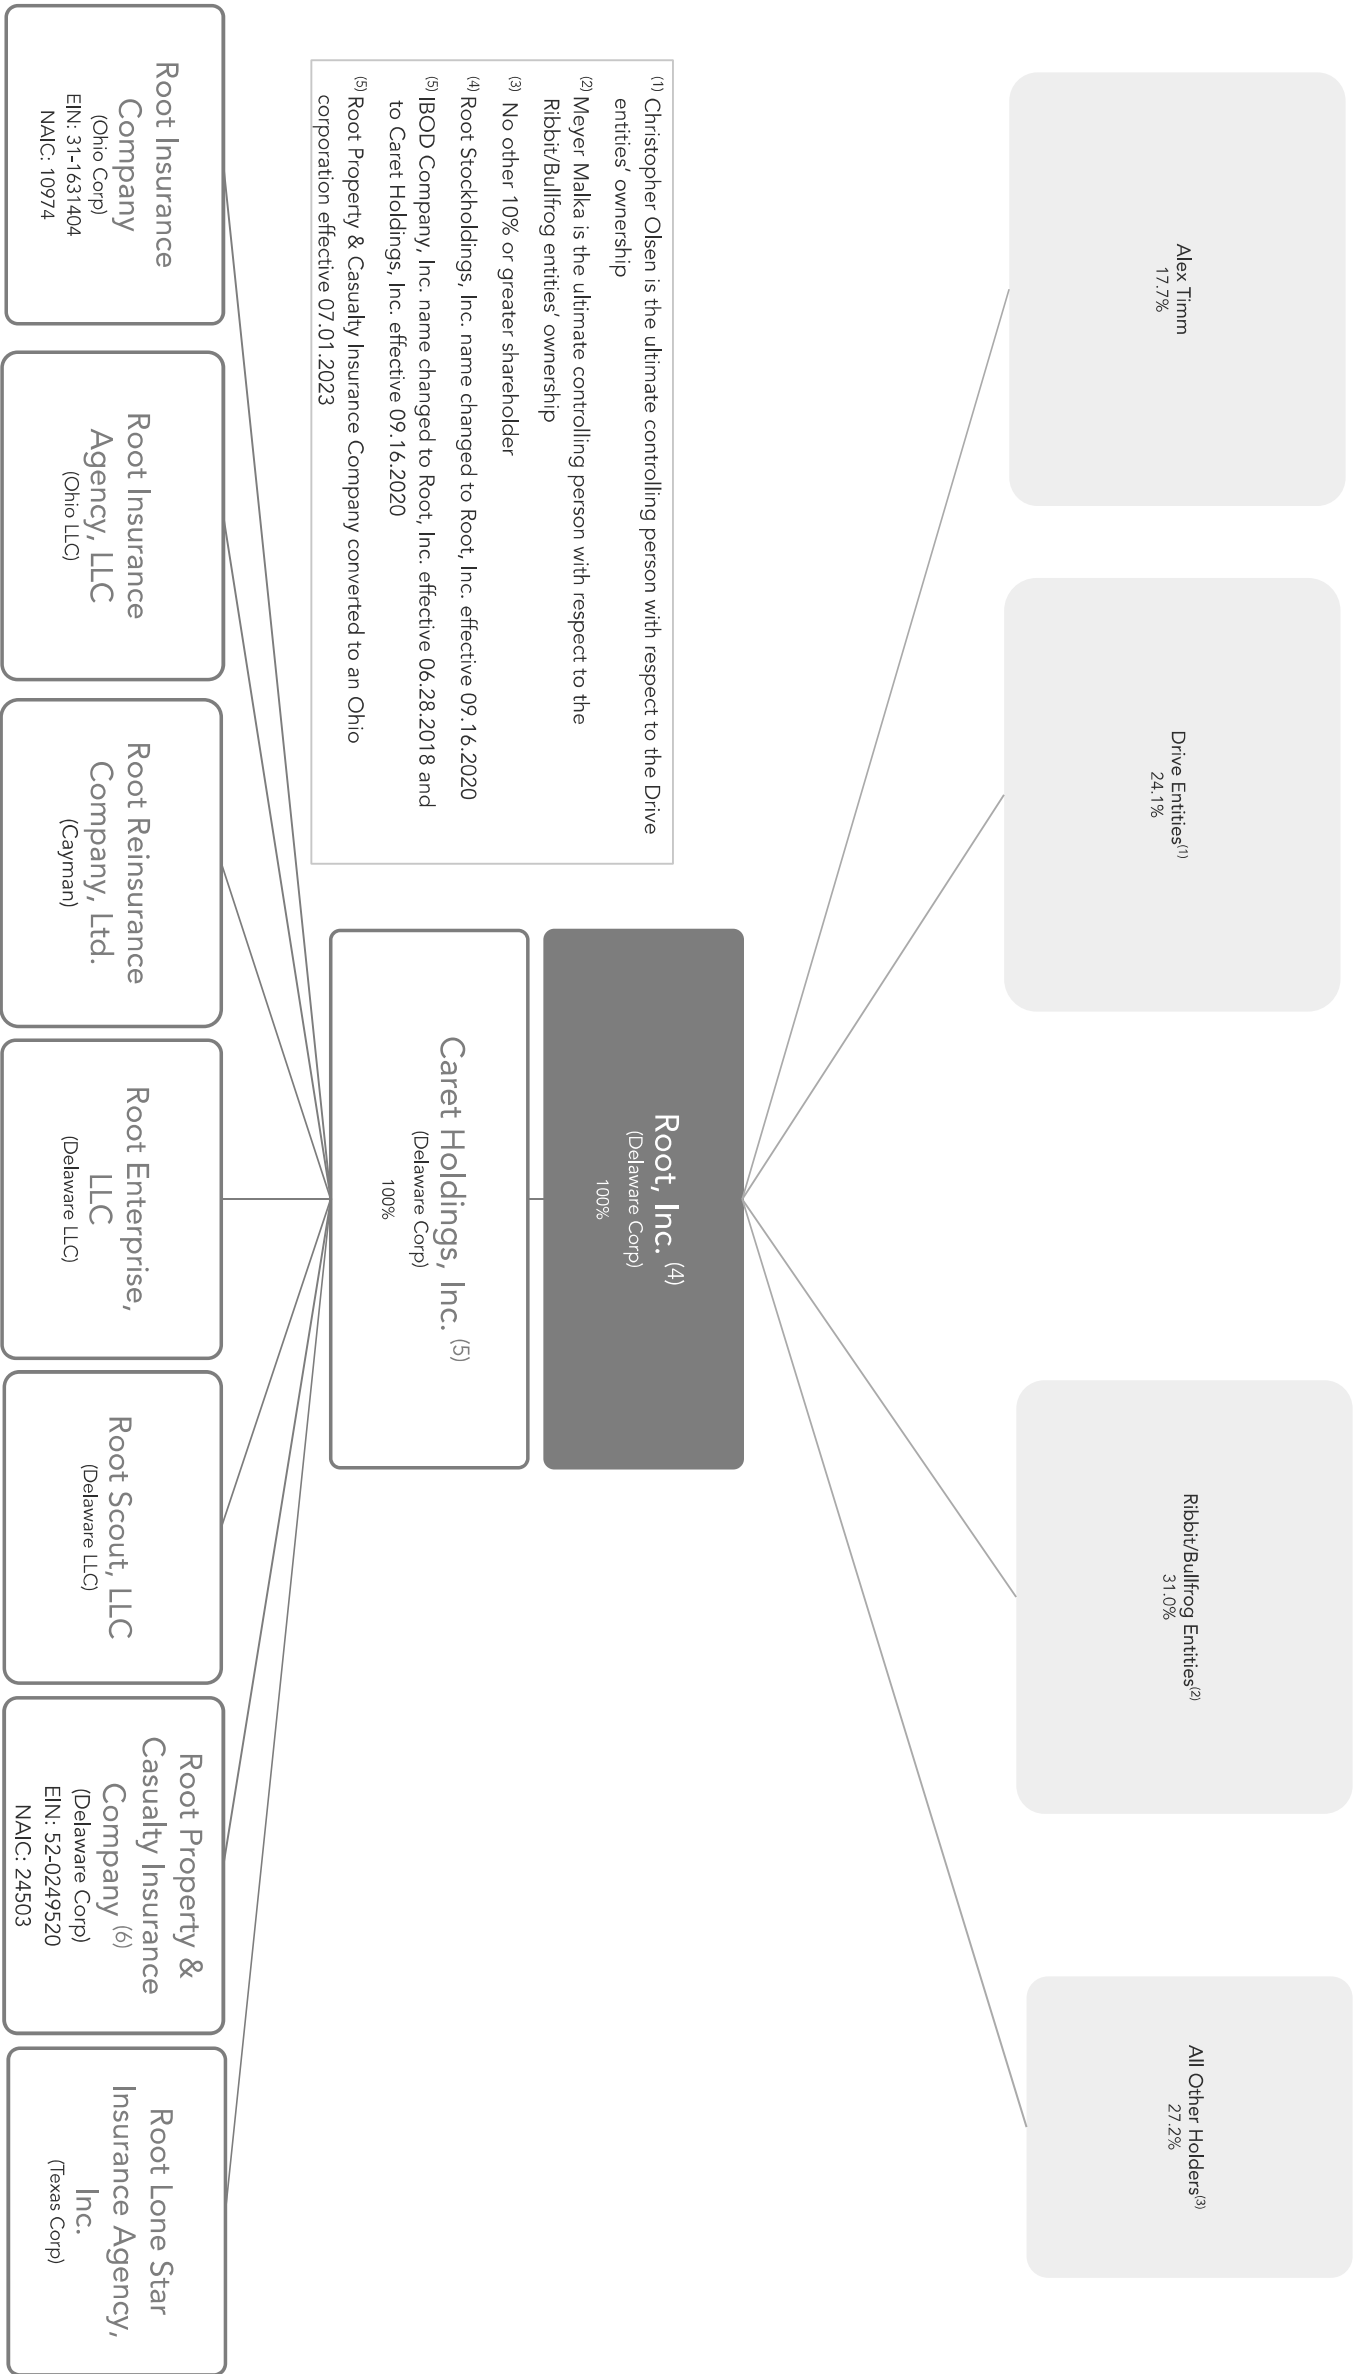 Alex Timm
17.7%
Drive Entities(1)
24.1%
Ribbit/Bullfrog Entities(2)
31.0%
All Other Holders(3)
27.2%
(1) Christopher Olsen is the ultimate controlling person with respect to the Drive
entities' ownership
(2) Meyer Malka is the ultimate controlling person with respect to the
Ribbit/Bullfrog entities' ownership
(3) No other 10% or greater shareholder
(4) Root Stockholdings, Inc. name changed to Root, Inc. effective 09.16.2020
(5) IBOD Company, Inc. name changed to Root, Inc. effective 06.28.2018 and
to Caret Holdings, Inc. effective 09.16.2020
(5) Root Property & Casualty Insurance Company converted to an Ohio
corporation effective 07.01.2023
Root, Inc. (4)
(Delaware Corp)
100%
Caret Holdings, Inc. (5)
(Delaware Corp)
100%
Root Insurance
Company
(Ohio Corp)
EIN: 31-1631404
NAIC: 10974
Root Insurance
Agency, LLC
(Ohio LLC)
Root Reinsurance
Company, Ltd.
(Cayman)
Root Enterprise,
LLC
(Delaware LLC)
Root Scout, LLC
(Delaware LLC)
Root Property &
Casualty Insurance
Company (6)
(Delaware Corp)
EIN: 52-0249520
NAIC: 24503
Root Lone Star
Insurance Agency,
Inc.
(Texas Corp)